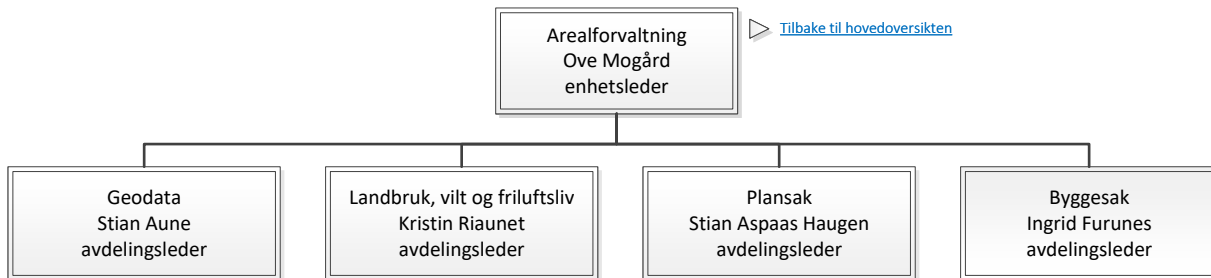 Arealforvaltning
Ove Mogård
enhetsleder
Tilbake til hovedoversikten
Geodata
Stian Aune
avdelingsleder
Landbruk, vilt og friluftsliv
Kristin Riaunet
avdelingsleder
Plansak
Stian Aspaas Haugen
avdelingsleder
Byggesak
Ingrid Furunes
avdelingsleder